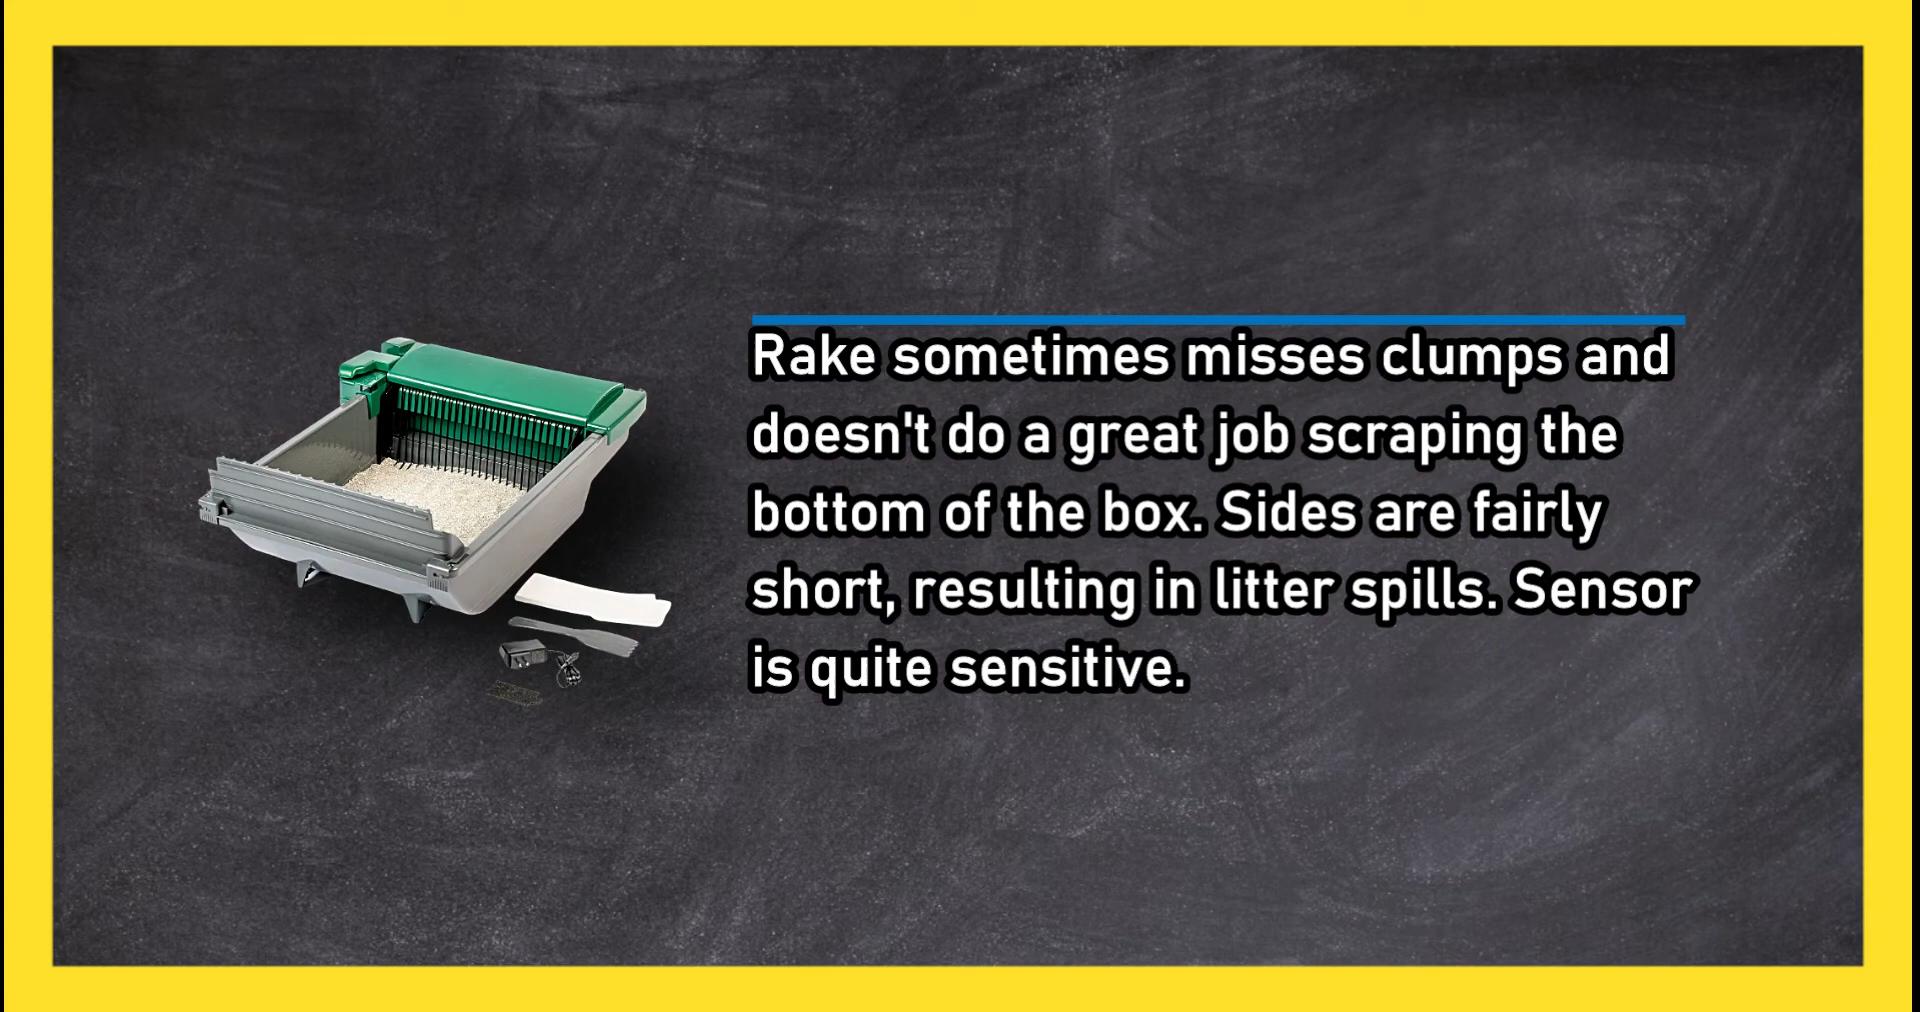 Rake sometimes misses clumps and
doesn't do a great job scraping the
bottom of the box. Sides are fairly
short, resulting in litter spills. Sensor
is quite sensitive.